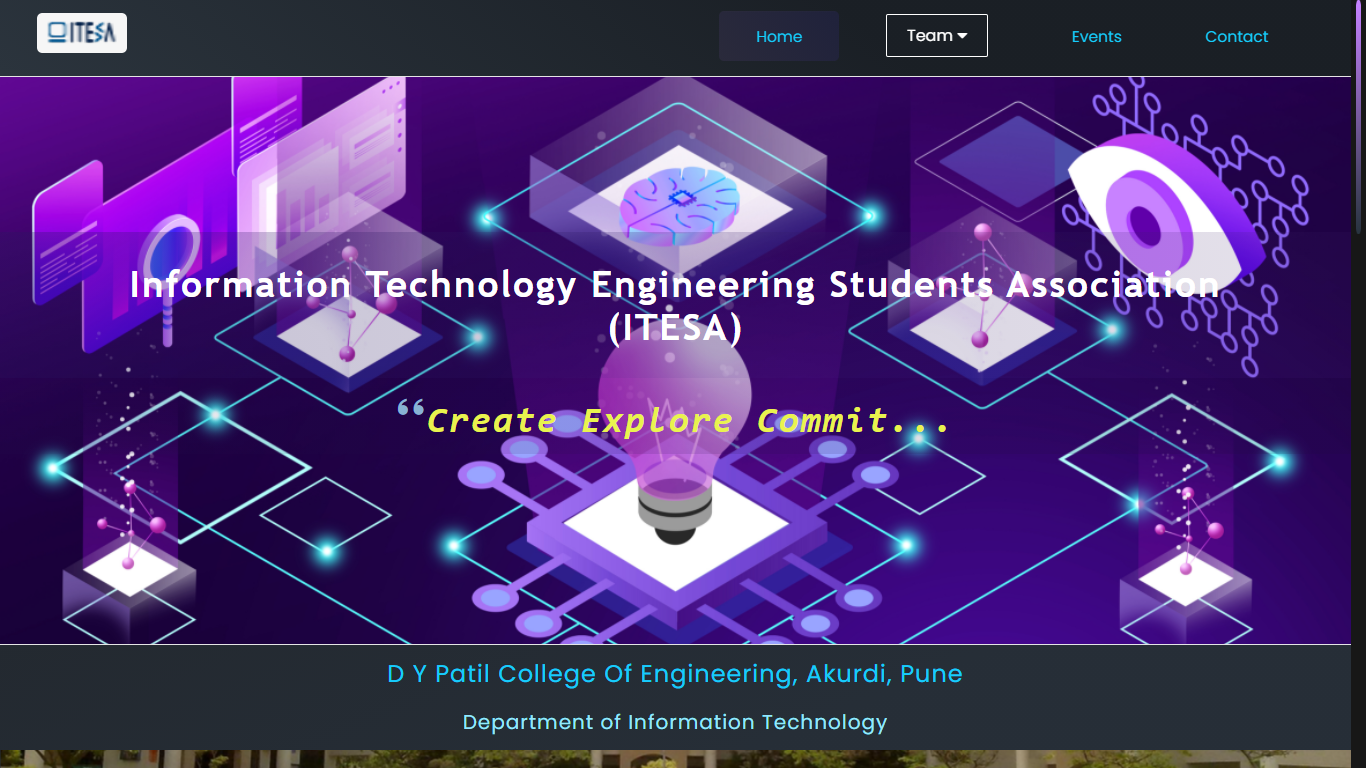 ITESA
Home
Team
Events
Contact
Information Technology Engineering Students Association
(ITESA)
“Create Explore Commit...
D Y Patil College Of Engineering, Akurdi, Pune
Department of Information Technology